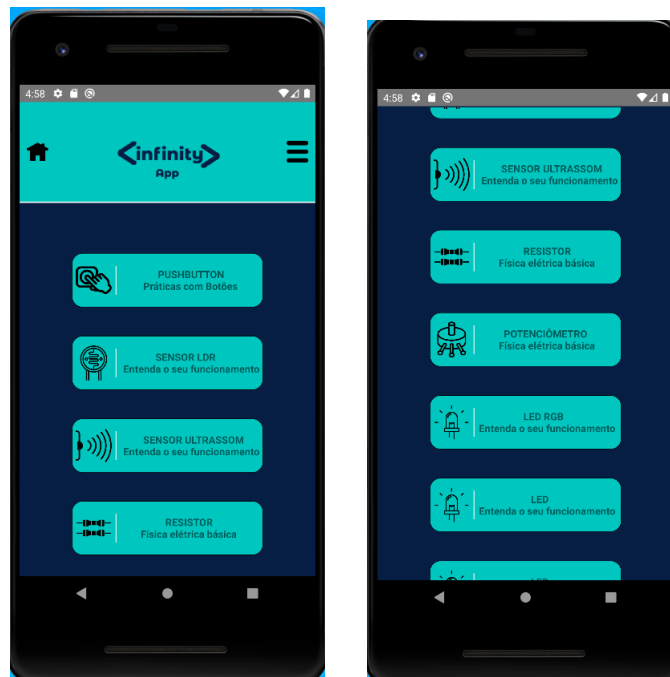 4:58
<infinity>
App
PUSHBUTTON
Práticas com Botões
SENSOR LDR
Entenda o seu funcionamento
SENSOR ULTRASSOM
Entenda o seu funcionamento
RESISTOR
Física elétrica básica
4:58
SENSOR ULTRASSOM
Entenda o seu funcionamento
RESISTOR
Física elétrica básica
POTENCIÔMETRO
Física elétrica básica
LED RGB
Entenda o seu funcionamento
LED
Entenda o seu funcionamento